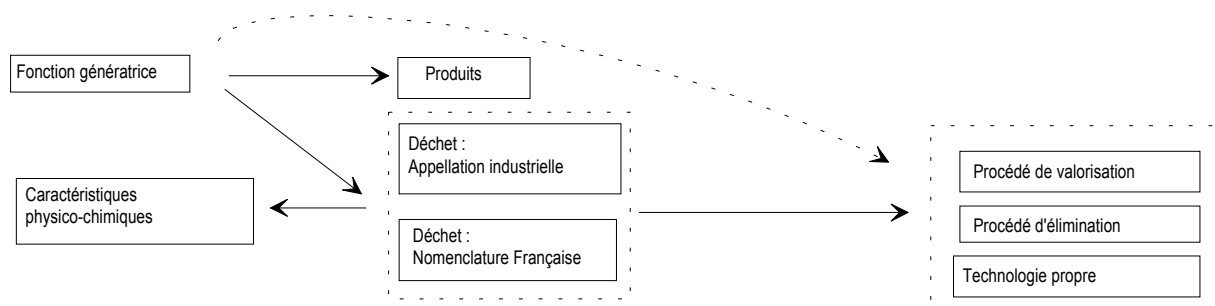 Fonction génératrice
Produits
Déchet :
Appellation industrielle
Procédé de valorisation
Caractéristiques
physico-chimiques
Déchet :
Nomenclature Française
Procédé d'élimination
Technologie propre